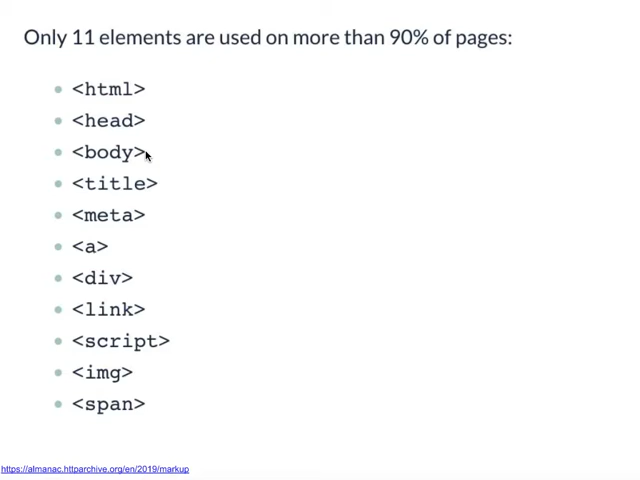 Only 11 elements are used on more than 90% of pages:
<html>
<head>
<body>
<title>
<meta>
<a>
<div>
<link>
<script>
<img>
<span>
https://almanac.httparchive.org/en/2019/markup